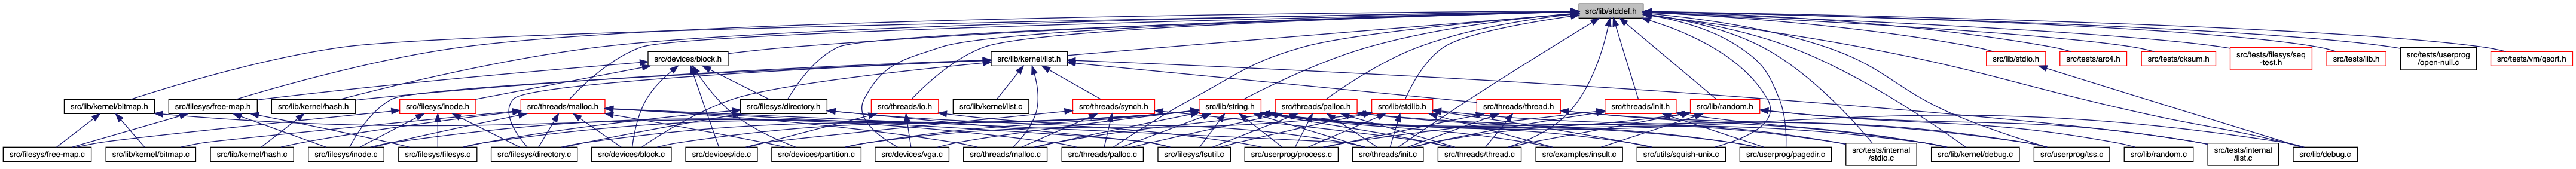 src/lib/stddef.h
src/devices/block.h
src/lib/kernel/list.h
src/lib/stdio.h
src/tests/arc4.h
src/tests/cksum.h
src/tests/filesys/seq
-test.h
src/tests/lib.h
src/tests/userprog
/open-null.c
src/tests/vm/qsort.h
src/lib/kernel/bitmap.h
src/filesys/free-map.h
src/lib/kernel/hash.h
src/filesys/inode.h
src/threads/malloc.h
src/filesys/directory.h
src/threads/io.h
src/lib/kernel/list.c
src/threads/synch.h
src/lib/string.h
src/threads/palloc.h
src/lib/stdlib.h
src/threads/thread.h
src/threads/init.h
src/lib/random.h
src/filesys/free-map.c
src/lib/kernel/bitmap.c
src/lib/kernel/hash.c
src/filesys/inode.c
src/filesys/filesys.c
src/filesys/directory.c
src/devices/block.c
src/devices/ide.c
src/devices/partition.c
src/devices/vga.c
src/threads/malloc.c
src/threads/palloc.c
src/filesys/fsutil.c
src/userprog/process.c
src/threads/init.c
src/threads/thread.c
src/examples/insult.c
src/utils/squish-unix.c
src/userprog/pagedir.c
src/tests/internal
/stdio.c
src/lib/kernel/debug.c
src/userprog/tss.c
src/lib/random.c
src/tests/internal
/list.c
src/lib/debug.c